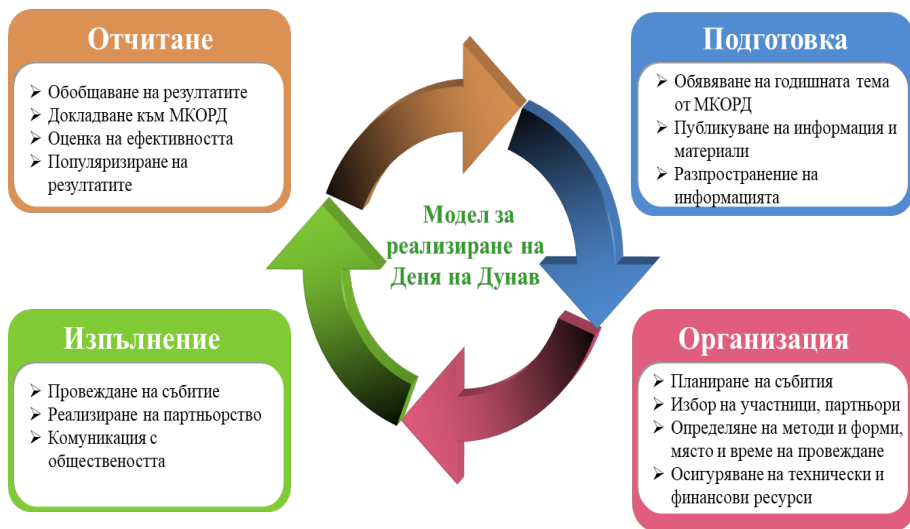 Отчитане
➢ Обобщаване на резултатите
➢ Докладване към МКОРД
➢ Оценка на ефективността
➢ Популяризиране на
резултатите
Подготовка
➢ Обявяване на годишната тема
от МКОРД
➢ Публикуване на информация и
материали
➢ Разпространение на
информацията
Модел за
реализиране на
Деня на Дунав
Изпълнение
➢ Провеждане на събитие
➢ Реализиране на партньорство
➢ Комуникация с
обществеността
Организация
➢ Планиране на събития
➢ Избор на участници, партньори
➢ Определяне на методи и форми,
място и време на провеждане
➢ Осигуряване на технически и
финансови ресурси